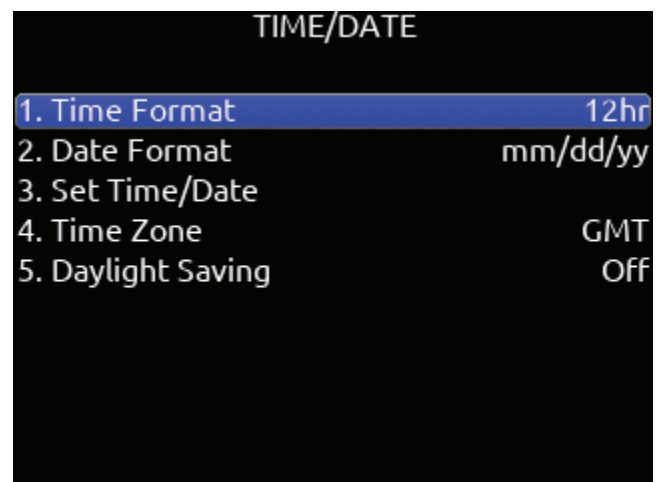 TIME/DATE
1. Time Format 12hr
2. Date Format mm/dd/yy
3. Set Time/Date
4. Time Zone GMT
5. Daylight Saving Off